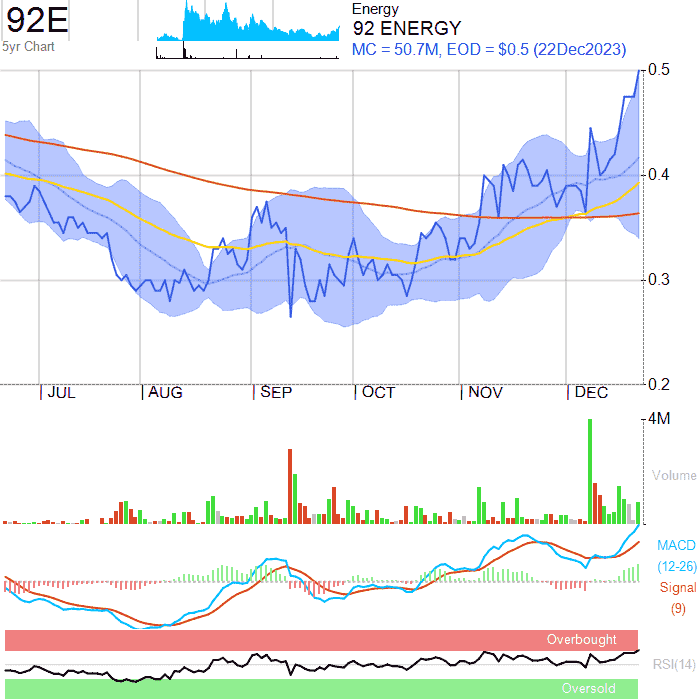 92E
5yr Chart
Energy
92 ENERGY
MC = 50.7M, EOD = $0.5 (22Dec2023)
0.5
0.4
0.3
0.2
JUL AUG SEP OCT NOV DEC
4M
Volume
MACD
(12-26)
Signal
(9)
Overbought
RSI(14)
Oversold